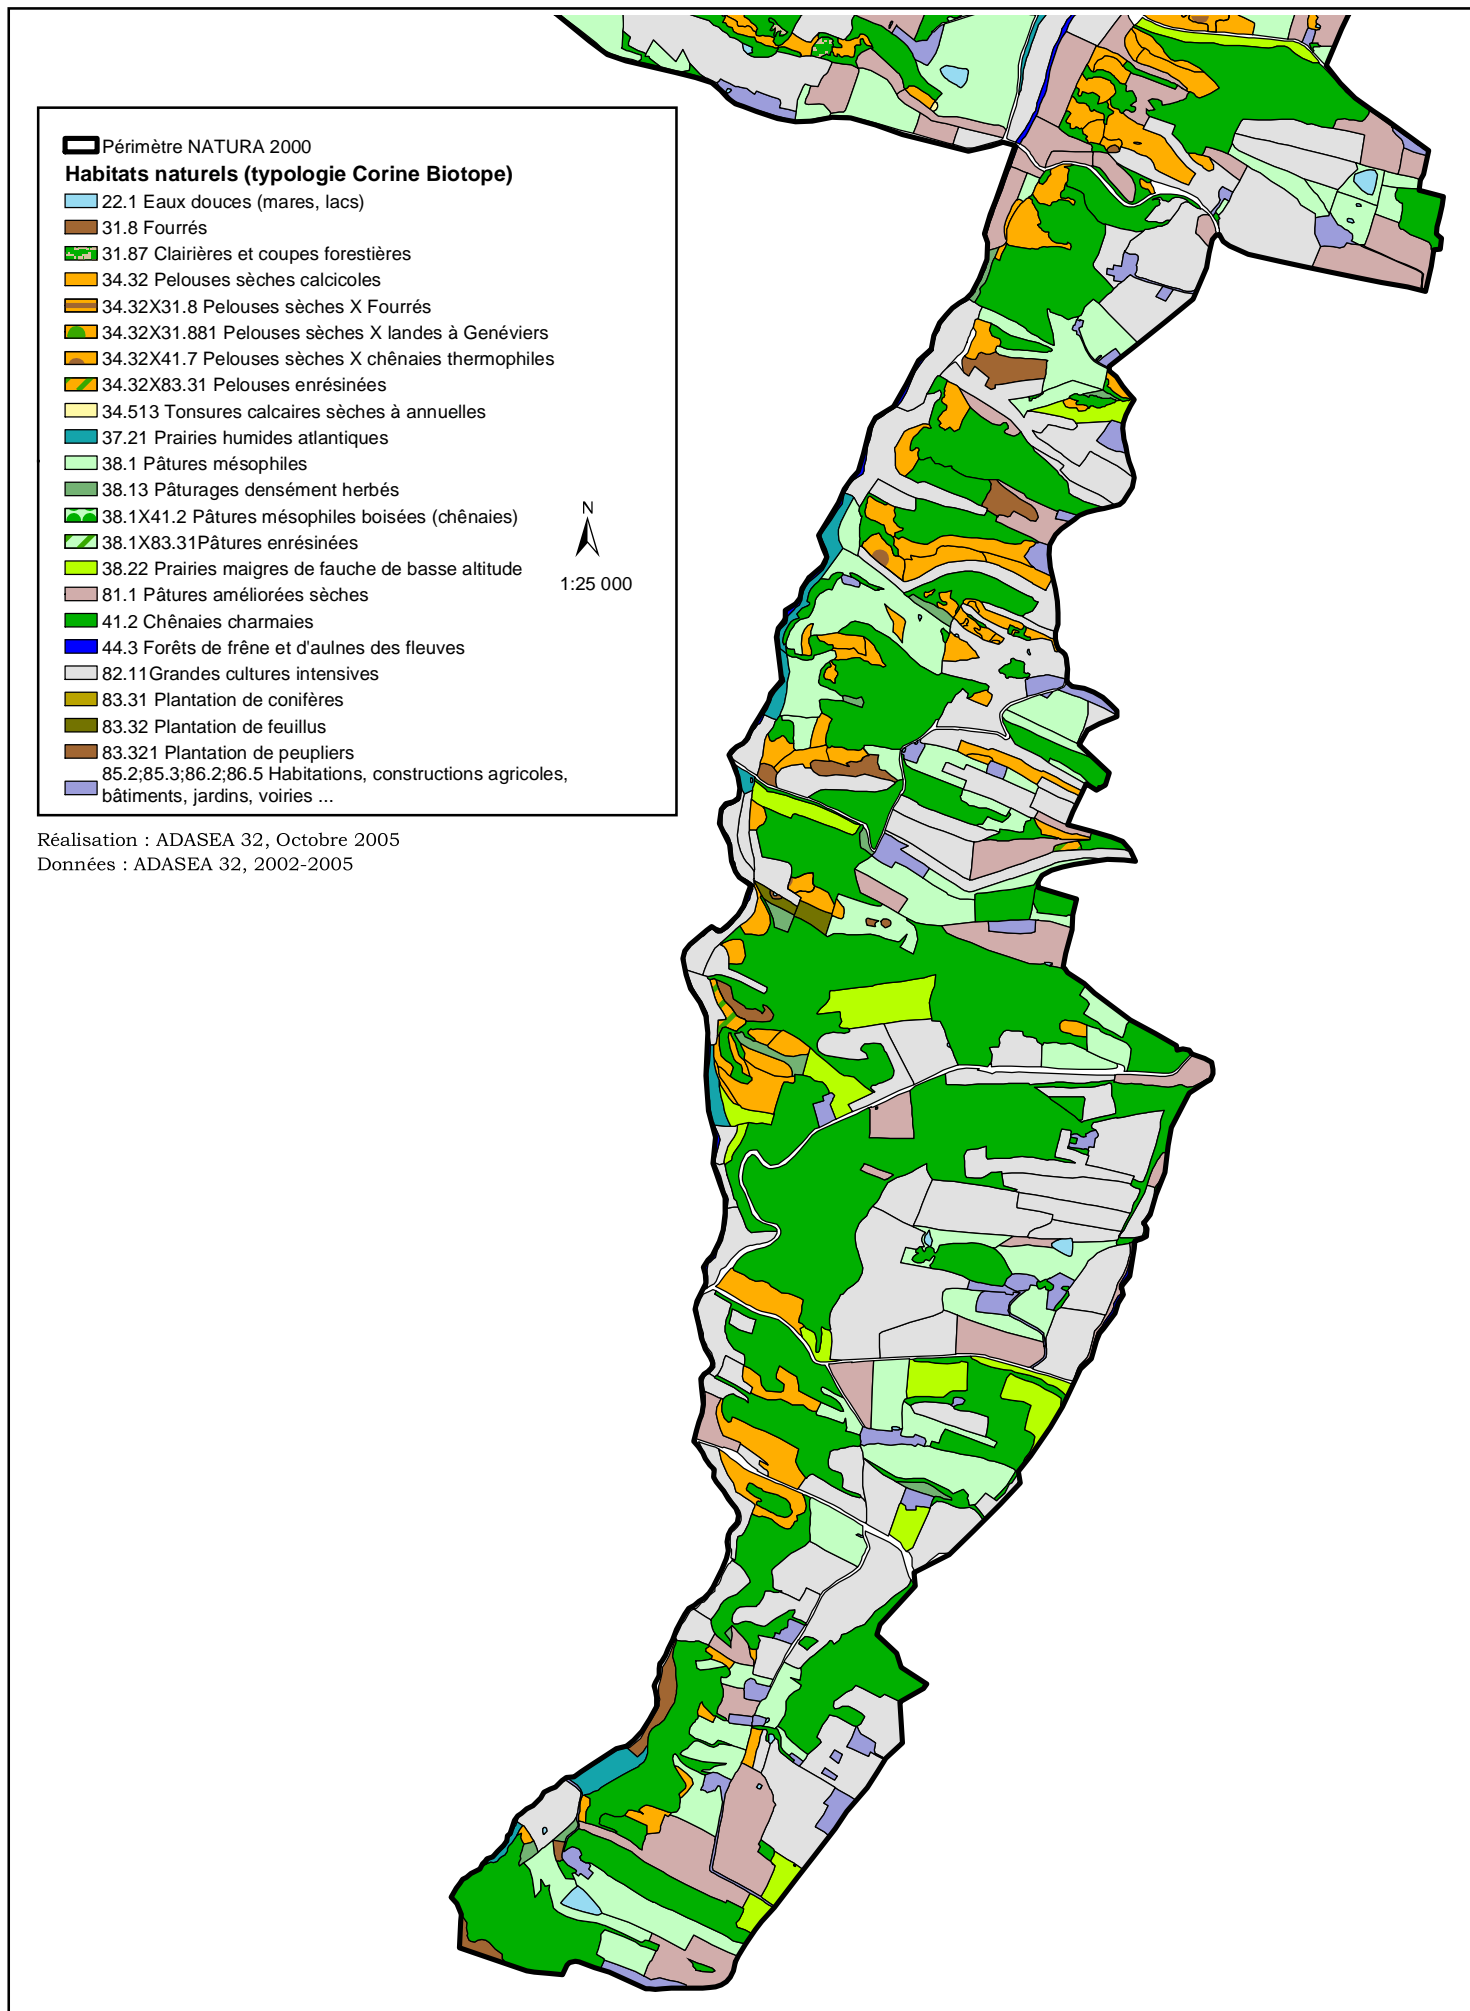 Périmètre NATURA 2000
Habitats naturels (typologie Corine Biotope)
22.1 Eaux douces (mares, lacs)
31.8 Fourrés
31.87 Clairières et coupes forestières
34.32 Pelouses sèches calcicoles
34.32X31.8 Pelouses sèches X Fourrés
34.32X31.881 Pelouses sèches X landes à Genéviers
34.32X41.7 Pelouses sèches X chênaies thermophiles
34.32X83.31 Pelouses enrésinées
34.513 Tonsures calcaires sèches à annuelles
37.21 Prairies humides atlantiques
38.1 Pâtures mésophiles
38.13 Pâturages densément herbés
38.1X41.2 Pâtures mésophiles boisées (chênaies)
38.1X83.31Pâtures enrésinées
38.22 Prairies maigres de fauche de basse altitude
81.1 Pâtures améliorées sèches
41.2 Chênaies charmaies
44.3 Forêts de frêne et d'aulnes des fleuves
82.11Grandes cultures intensives
83.31 Plantation de conifères
83.32 Plantation de feuillus
83.321 Plantation de peupliers
85.2;85.3;86.2;86.5 Habitations, constructions agricoles,
bâtiments, jardins, voiries ...
N
1:25 000
Réalisation : ADASEA 32, Octobre 2005
Données : ADASEA 32, 2002-2005